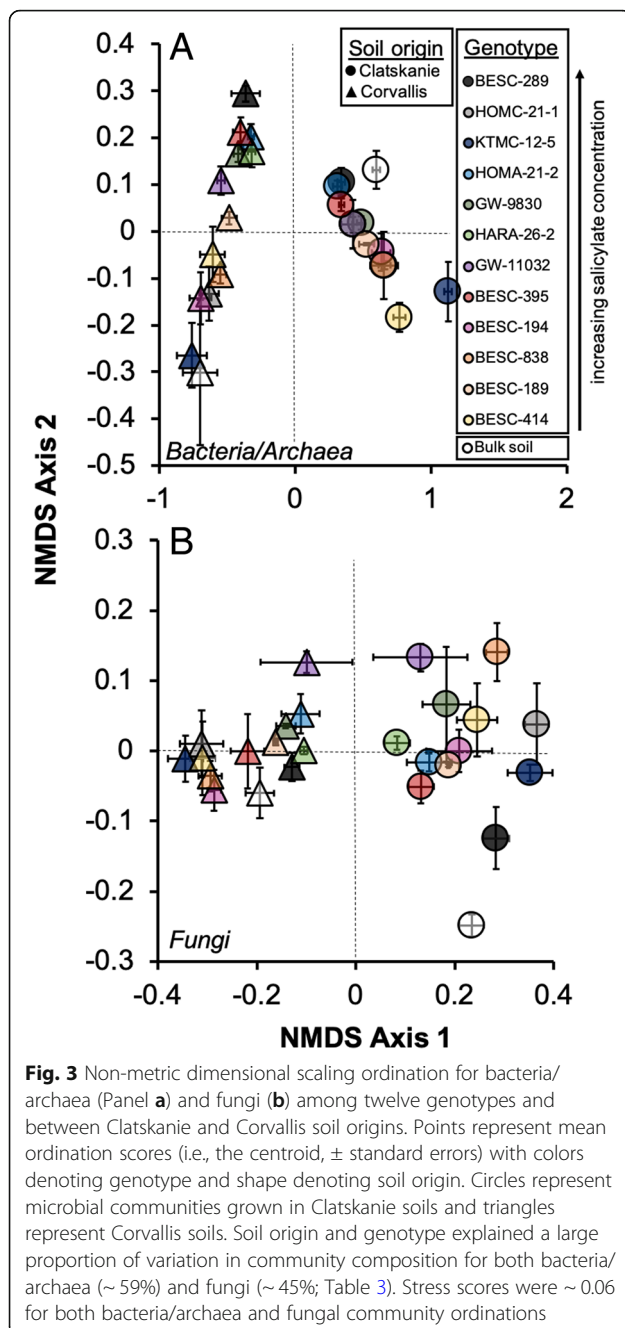 A
0.4
0.3
0.2
0.1
0
-0.1
-0.2
-0.3
-0.4
-0.5
-1
0
1
2
Bacteria/Archaea
Soil origin
Clatskanie
Corvallis
Genotype
BESC-289
HOMC-21-1
KTMC-12-5
HOMA-21-2
GW-9830
HARA-26-2
GW-11032
BESC-395
BESC-194
BESC-838
BESC-189
BESC-414
Bulk soil
increasing salicylate concentration
NMDS Axis 2
B
0.3
0.2
0.1
0
-0.1
-0.2
-0.3
-0.4
-0.2
0
0.2
0.4
Fungi
NMDS Axis 1
Fig. 3 Non-metric dimensional scaling ordination for bacteria/
archaea (Panel a) and fungi (b) among twelve genotypes and
between Clatskanie and Corvallis soil origins. Points represent mean
ordination scores (i.e., the centroid, ± standard errors) with colors
denoting genotype and shape denoting soil origin. Circles represent
microbial communities grown in Clatskanie soils and triangles
represent Corvallis soils. Soil origin and genotype explained a large
proportion of variation in community composition for both bacteria/
archaea (~ 59%) and fungi (~ 45%; Table 3). Stress scores were ~ 0.06
for both bacteria/archaea and fungal community ordinations